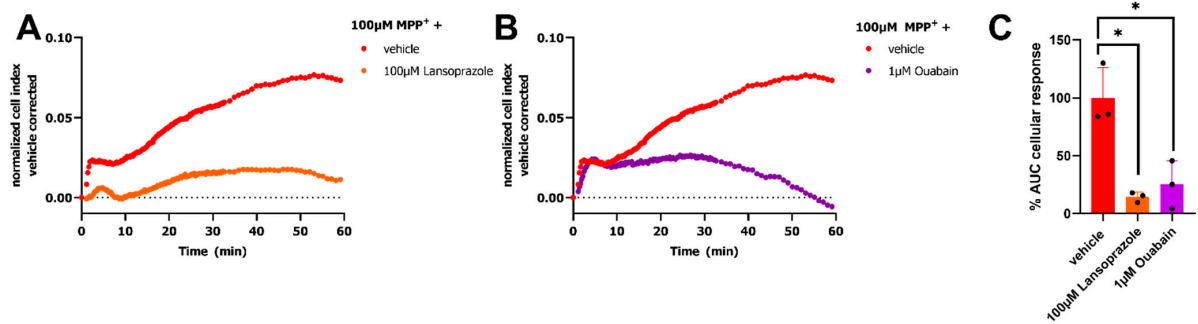 A
100µM MPP⁺ +
vehicle
100µM Lansoprazole
normalized cell index
vehicle corrected
0.10
0.05
0.00
0 10 20 30 40 50 60
Time (min)
B
100µM MPP⁺ +
vehicle
1µM Ouabain
normalized cell index
vehicle corrected
0.10
0.05
0.00
0 10 20 30 40 50 60
Time (min)
C
*
*
% AUC cellular response
150
100
50
0
vehicle
100µM Lansoprazole
1µM Ouabain